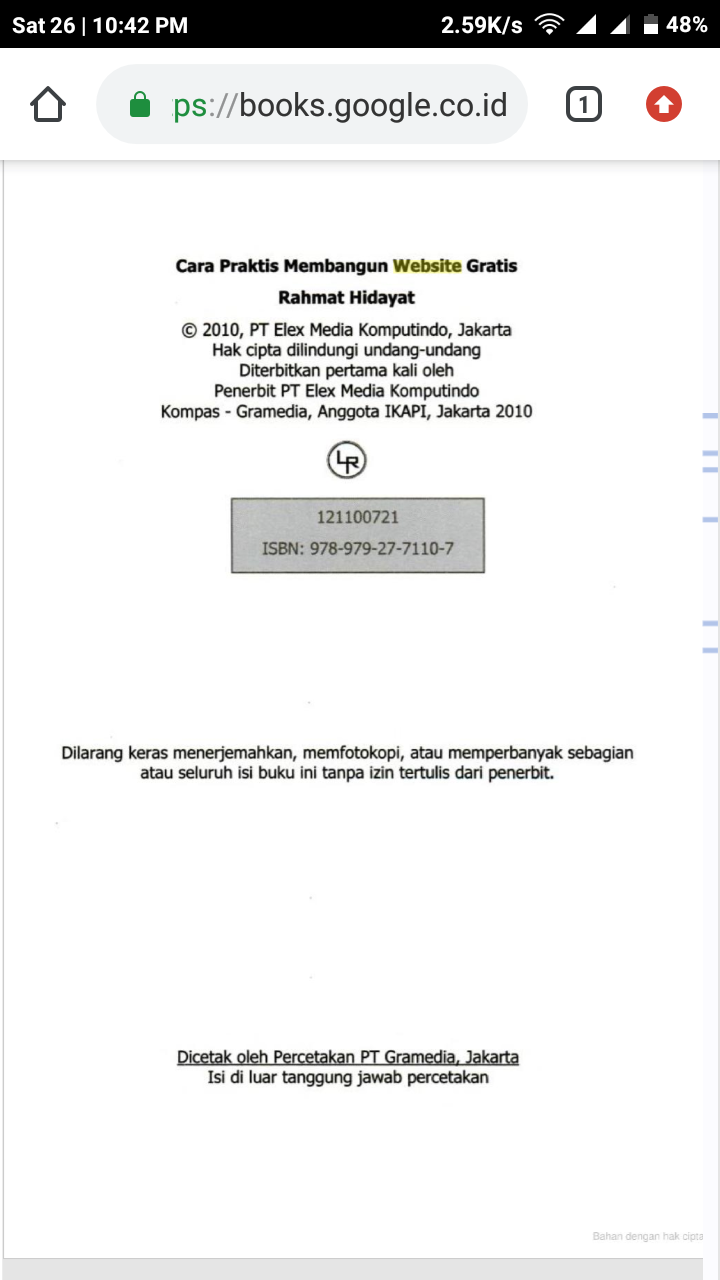 Sat 26 | 10:42 PM 2.59K/s 48%
ps://books.google.co.id 1
Cara Praktis Membangun Website Gratis
Rahmat Hidayat
© 2010, PT Elex Media Komputindo, Jakarta
Hak cipta dilindungi undang-undang
Diterbitkan pertama kali oleh
Penerbit PT Elex Media Komputindo
Kompas - Gramedia, Anggota IKAPI, Jakarta 2010
LR
121100721
ISBN: 978-979-27-7110-7
Dilarang keras menerjemahkan, memfotokopi, atau memperbanyak sebagian
atau seluruh isi buku ini tanpa izin tertulis dari penerbit.
Dicetak oleh Percetakan PT Gramedia, Jakarta
Isi di luar tanggung jawab percetakan
Bahan dengan hak cipta